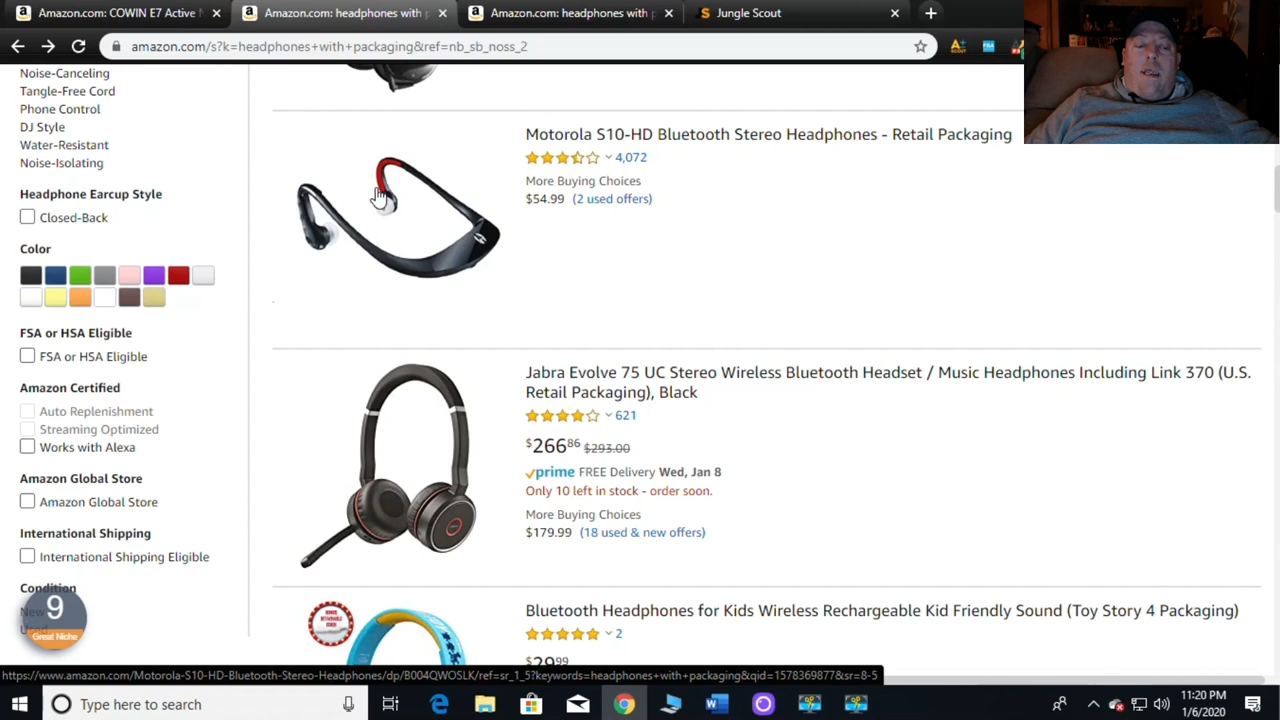 Amazon.com: COWIN E7 Active N
Amazon.com: headphones with p
Amazon.com: headphones with p
Jungle Scout
amazon.com/s?k=headphones+with+packaging&ref=nb_sb_noss_2
Noise-Canceling
Tangle-Free Cord
Phone Control
DJ Style
Water-Resistant
Noise-Isolating
Headphone Earcup Style
Closed-Back
Color
FSA or HSA Eligible
FSA or HSA Eligible
Amazon Certified
Auto Replenishment
Streaming Optimized
Works with Alexa
Amazon Global Store
Amazon Global Store
International Shipping
International Shipping Eligible
Condition
New
Used
9
Great Niche
Motorola S10-HD Bluetooth Stereo Headphones - Retail Packaging
4,072
More Buying Choices
$54.99 (2 used offers)
Jabra Evolve 75 UC Stereo Wireless Bluetooth Headset / Music Headphones Including Link 370 (U.S.
Retail Packaging), Black
621
$266 86 $293.00
prime FREE Delivery Wed, Jan 8
Only 10 left in stock - order soon.
More Buying Choices
$179.99 (18 used & new offers)
Bluetooth Headphones for Kids Wireless Rechargeable Kid Friendly Sound (Toy Story 4 Packaging)
2
$29 99
https://www.amazon.com/Motorola-S10-HD-Bluetooth-Stereo-Headphones/dp/B004QWOSLK/ref=sr_1_5?keywords=headphones+with+packaging&qid=1578369877&sr=8-5
Type here to search
11:20 PM
1/6/2020